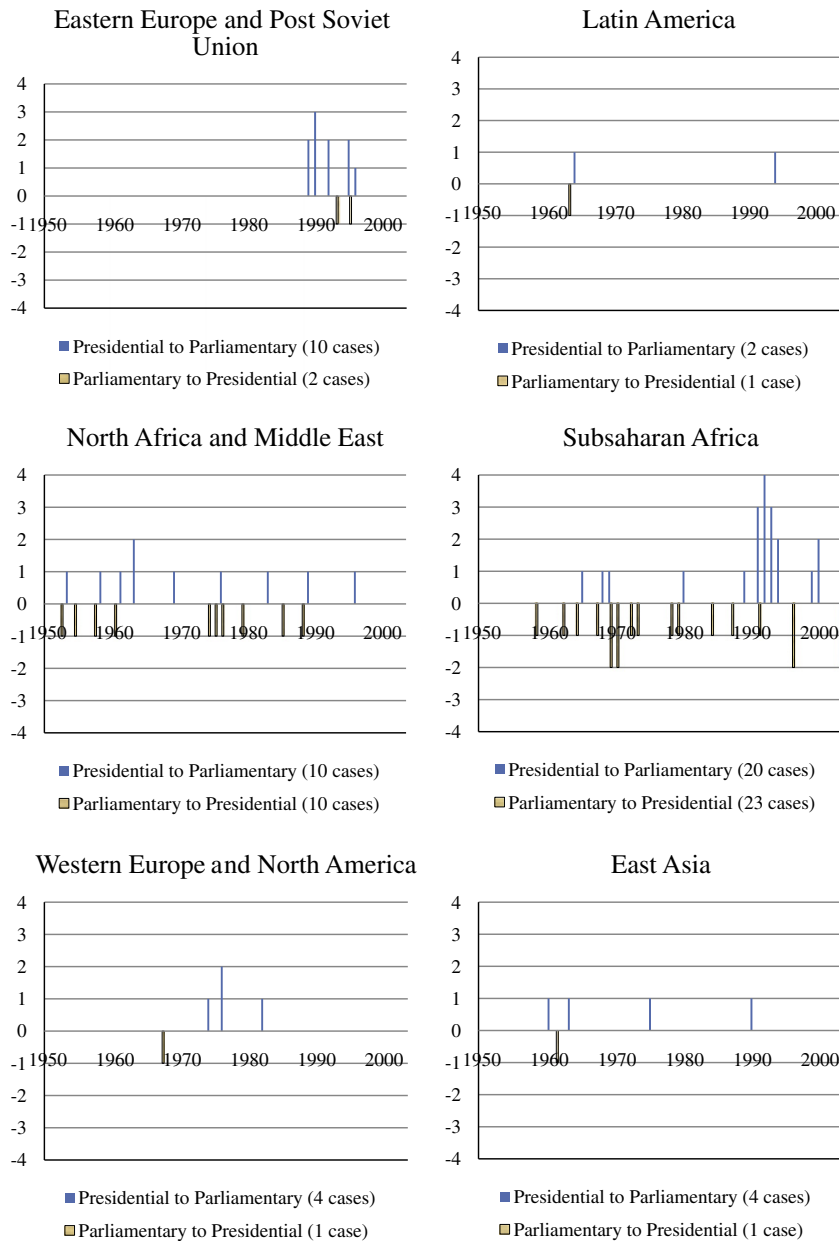 Eastern Europe and Post Soviet
Union
4
3
2
1
0
-1
-2
-3
-4
1950 1960 1970 1980 1990 2000
Presidential to Parliamentary (10 cases)
Parliamentary to Presidential (2 cases)
Latin America
4
3
2
1
0
-1
-2
-3
-4
1950 1960 1970 1980 1990 2000
Presidential to Parliamentary (2 cases)
Parliamentary to Presidential (1 case)
North Africa and Middle East
4
3
2
1
0
-1
-2
-3
-4
1950 1960 1970 1980 1990 2000
Presidential to Parliamentary (10 cases)
Parliamentary to Presidential (10 cases)
Subsaharan Africa
4
3
2
1
0
-1
-2
-3
-4
1950 1960 1970 1980 1990 2000
Presidential to Parliamentary (20 cases)
Parliamentary to Presidential (23 cases)
Western Europe and North America
4
3
2
1
0
-1
-2
-3
-4
1950 1960 1970 1980 1990 2000
Presidential to Parliamentary (4 cases)
Parliamentary to Presidential (1 case)
East Asia
4
3
2
1
0
-1
-2
-3
-4
1950 1960 1970 1980 1990 2000
Presidential to Parliamentary (4 cases)
Parliamentary to Presidential (1 case)